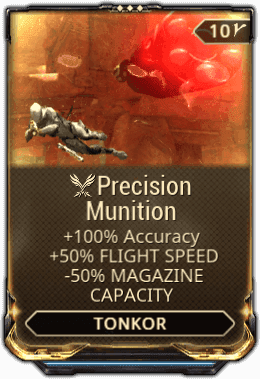 10
Precision
Munition
+100% Accuracy
+50% FLIGHT SPEED
-50% MAGAZINE
CAPACITY
TONKOR